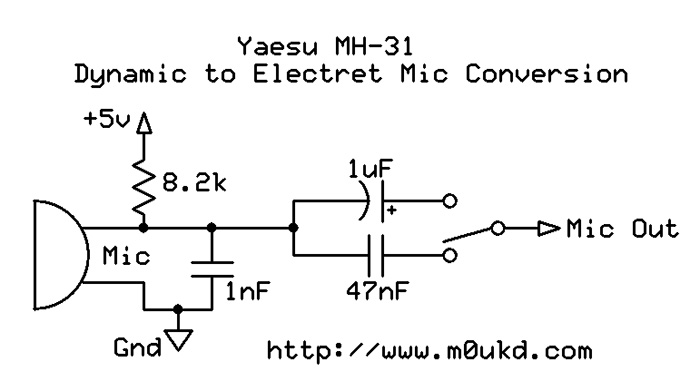 Yaesu MH-31
Dynamic to Electret Mic Conversion
+5v
8.2k
1uF
+
Mic
Mic Out
1nF
47nF
Gnd
http://www.m0ukd.com